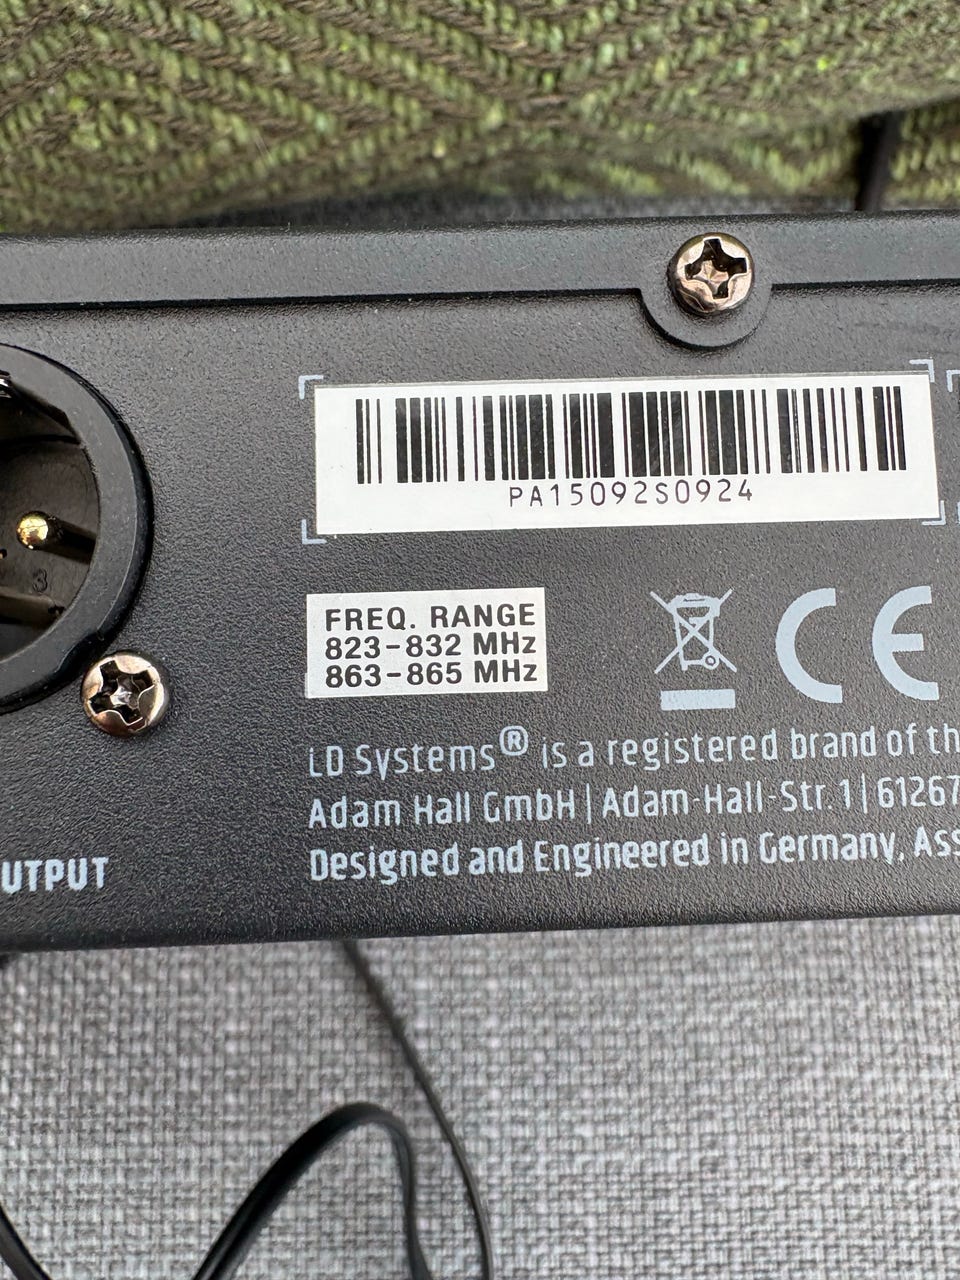 PA15092S0924
FREQ. RANGE
823-832 MHz
863-865 MHz
CE
LD Systems® is a registered brand of th
Adam Hall GmbH | Adam-Hall-Str. 1 | 61267
Designed and Engineered in Germany, Ass
UTPUT
3